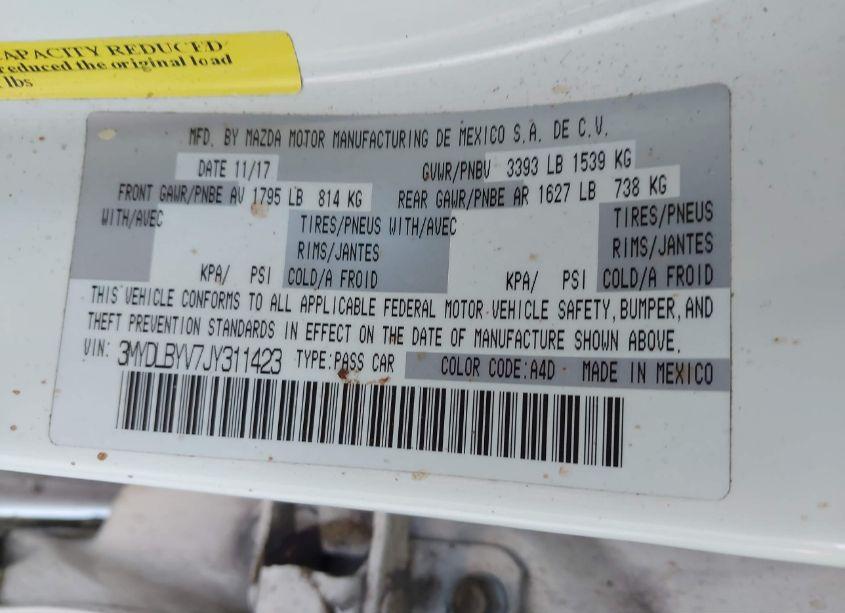 CAPACITY REDUCED
reduced the original load
lbs
MFD. BY MAZDA MOTOR MANUFACTURING DE MEXICO S.A. DE C.V.
DATE 11/17 GVWR/PNBV 3393 LB 1539 KG
FRONT GAWR/PNBE AV 1795 LB 814 KG REAR GAWR/PNBE AR 1627 LB 738 KG
WITH/AVEC TIRES/PNEUS WITH/AVEC TIRES/PNEUS
RIMS/JANTES RIMS/JANTES
KPA/ PSI COLD/A FROID KPA/ PSI COLD/A FROID
THIS VEHICLE CONFORMS TO ALL APPLICABLE FEDERAL MOTOR VEHICLE SAFETY, BUMPER, AND
THEFT PREVENTION STANDARDS IN EFFECT ON THE DATE OF MANUFACTURE SHOWN ABOVE.
VIN: 3MYDLBYV7JY311423 TYPE:PASS CAR COLOR CODE:A4D MADE IN MEXICO